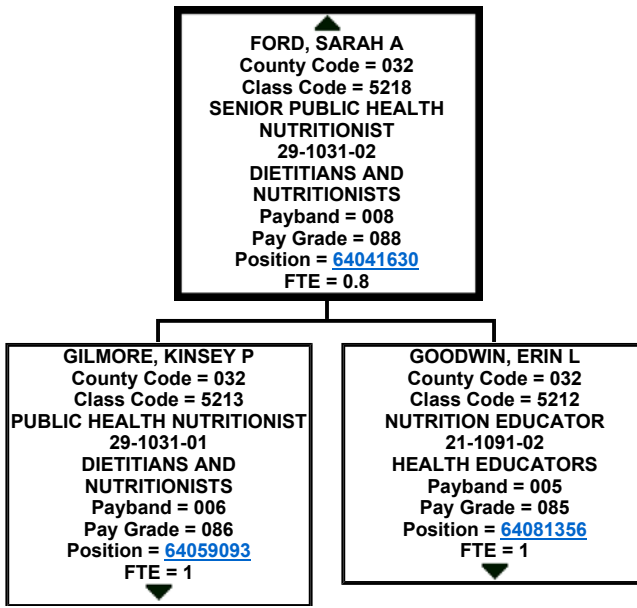 FORD, SARAH A
County Code = 032
Class Code = 5218
SENIOR PUBLIC HEALTH
NUTRITIONIST
29-1031-02
DIETITIANS AND
NUTRITIONISTS
Payband = 008
Pay Grade = 088
Position = 64041630
FTE = 0.8
GILMORE, KINSEY P
County Code = 032
Class Code = 5213
PUBLIC HEALTH NUTRITIONIST
29-1031-01
DIETITIANS AND
NUTRITIONISTS
Payband = 006
Pay Grade = 086
Position = 64059093
FTE = 1
GOODWIN, ERIN L
County Code = 032
Class Code = 5212
NUTRITION EDUCATOR
21-1091-02
HEALTH EDUCATORS
Payband = 005
Pay Grade = 085
Position = 64081356
FTE = 1